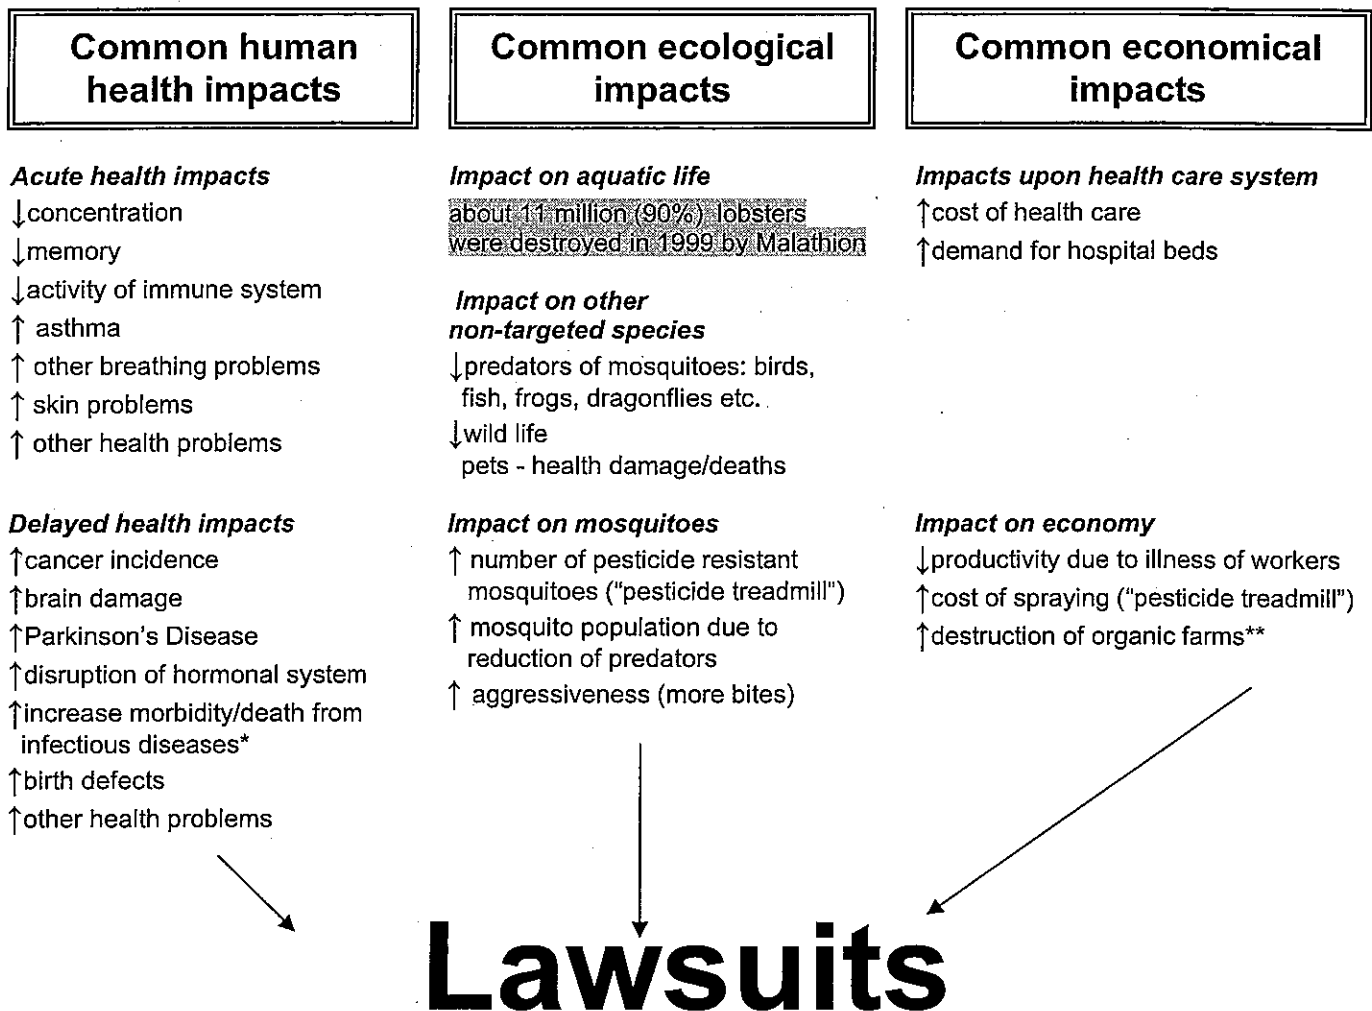 Common human
health impacts
Acute health impacts
↓concentration
↓memory
↓activity of immune system
↑ asthma
↑ other breathing problems
↑ skin problems
↑ other health problems
Delayed health impacts
↑cancer incidence
↑brain damage
↑Parkinson's Disease
↑disruption of hormonal system
↑increase morbidity/death from
infectious diseases*
↑birth defects
↑other health problems
Common ecological
impacts
Impact on aquatic life
about 11 million (90%) lobsters
were destroyed in 1999 by Malathion
Impact on other
non-targeted species
↓predators of mosquitoes: birds,
fish, frogs, dragonflies etc.
↓wild life
pets - health damage/deaths
Impact on mosquitoes
↑ number of pesticide resistant
mosquitoes ("pesticide treadmill")
↑ mosquito population due to
reduction of predators
↑ aggressiveness (more bites)
Common economical
impacts
Impacts upon health care system
↑cost of health care
↑demand for hospital beds
Impact on economy
↓productivity due to illness of workers
↑cost of spraying ("pesticide treadmill")
↑destruction of organic farms**
Lawsuits